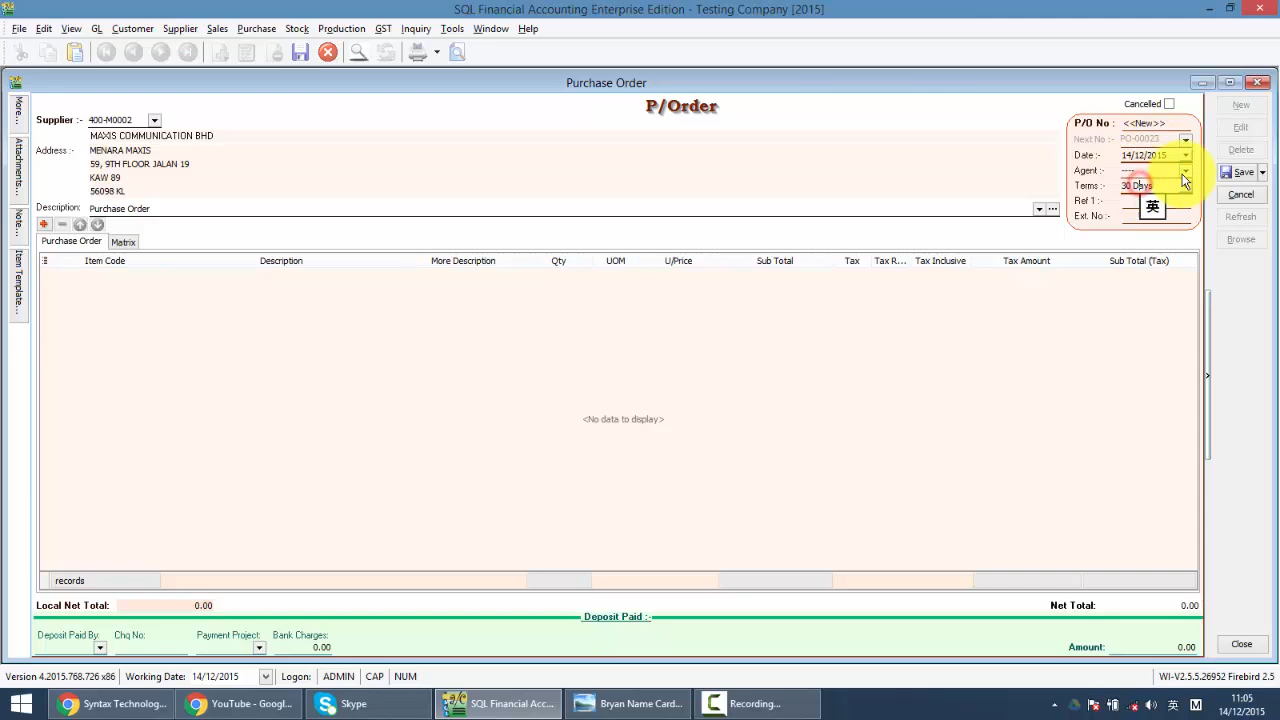 SQL Financial Accounting Enterprise Edition - Testing Company [2015]
File Edit View GL Customer Supplier Sales Purchase Stock Production GST Inquiry Tools Window Help
Purchase Order
P/Order
Cancelled
Supplier :- 400-M0002
MAXIS COMMUNICATION BHD
Address :- MENARA MAXIS
59, 9TH FLOOR JALAN 19
KAW 89
56098 KL
Description: Purchase Order
P/O No : <<New>>
Next No :- PO-00023
Date :- 14/12/2015
Agent :- ----
Terms :- 30 Days
Ref 1 :-
Ext. No :-
英
New
Edit
Delete
Save
Cancel
Refresh
Browse
More...
Attachments...
Note...
Item Template...
Purchase Order Matrix
Item Code Description More Description Qty UOM U/Price Sub Total Tax Tax R... Tax Inclusive Tax Amount Sub Total (Tax)
<No data to display>
records
Local Net Total: 0.00 Net Total: 0.00
Deposit Paid :-
Deposit Paid By: Chq No: Payment Project: Bank Charges:
0.00 Amount: 0.00
Close
Version 4.2015.768.726 x86 Working Date: 14/12/2015 Logon: ADMIN CAP NUM WI-V2.5.5.26952 Firebird 2.5
Syntax Technolog... YouTube - Googl... Skype SQL Financial Acc... Bryan Name Card... Recording... 英 M 11:05
14/12/2015